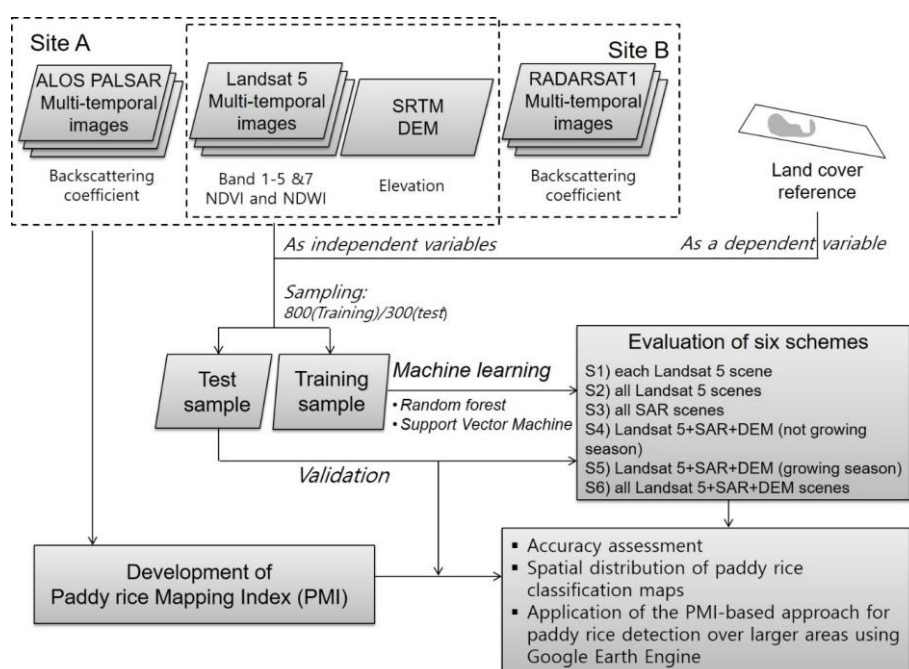 Site A
ALOS PALSAR
Multi-temporal
images
Backscattering
coefficient
Landsat 5
Multi-temporal
images
Band 1-5 &7
NDVI and NDWI
SRTM
DEM
Elevation
Site B
RADARSAT1
Multi-temporal
images
Backscattering
coefficient
Land cover
reference
As independent variables
As a dependent variable
Sampling:
800(Training)/300(test)
Test
sample
Training
sample
Machine learning
• Random forest
• Support Vector Machine
Validation
Evaluation of six schemes
S1) each Landsat 5 scene
S2) all Landsat 5 scenes
S3) all SAR scenes
S4) Landsat 5+SAR+DEM (not growing
season)
S5) Landsat 5+SAR+DEM (growing season)
S6) all Landsat 5+SAR+DEM scenes
Development of
Paddy rice Mapping Index (PMI)
▪ Accuracy assessment
▪ Spatial distribution of paddy rice
classification maps
▪ Application of the PMI-based approach for
paddy rice detection over larger areas using
Google Earth Engine